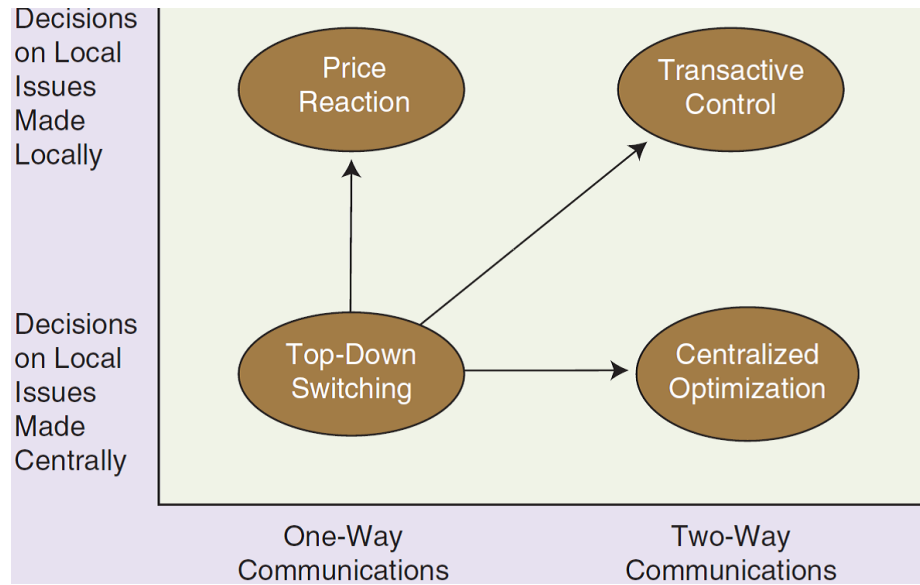 Decisions
on Local
Issues
Made
Locally
Price
Reaction
Transactive
Control
Decisions
on Local
Issues
Made
Centrally
Top-Down
Switching
Centralized
Optimization
One-Way
Communications
Two-Way
Communications